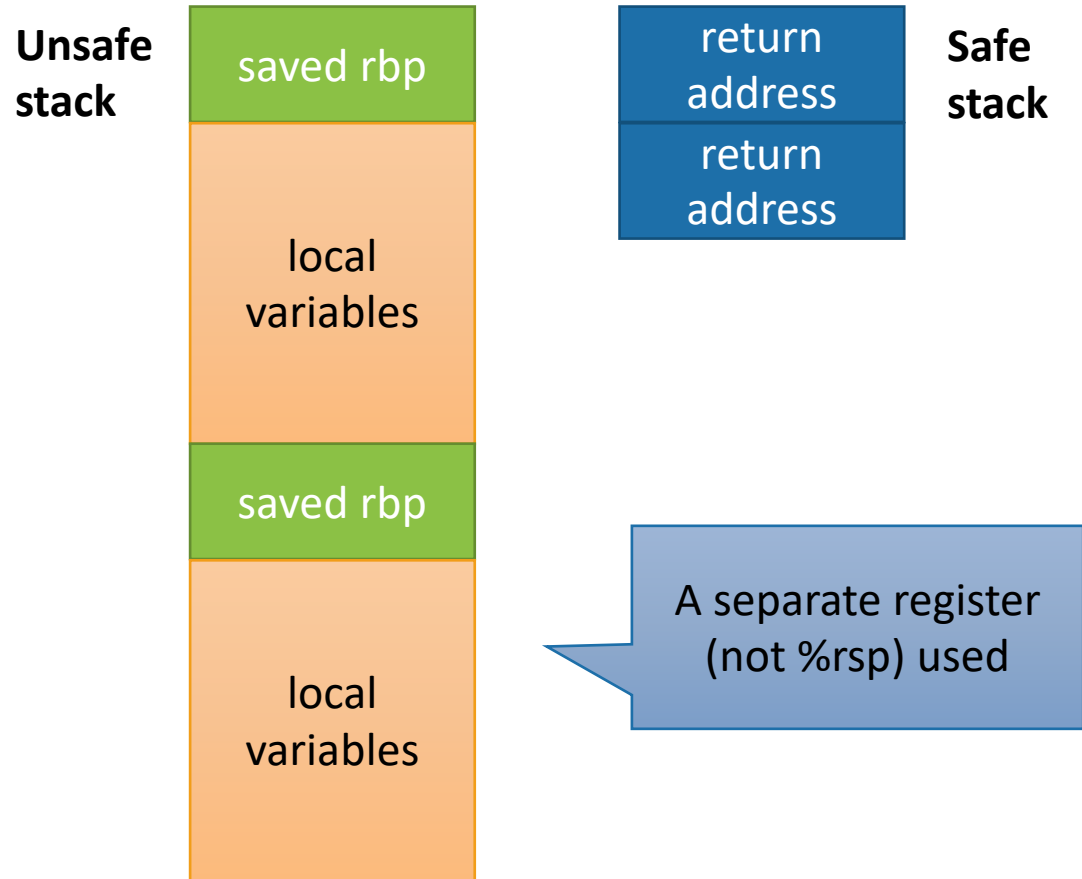 Unsafe
stack
saved rbp
local
variables
saved rbp
local
variables
return
address
return
address
Safe
stack
A separate register
(not %rsp) used